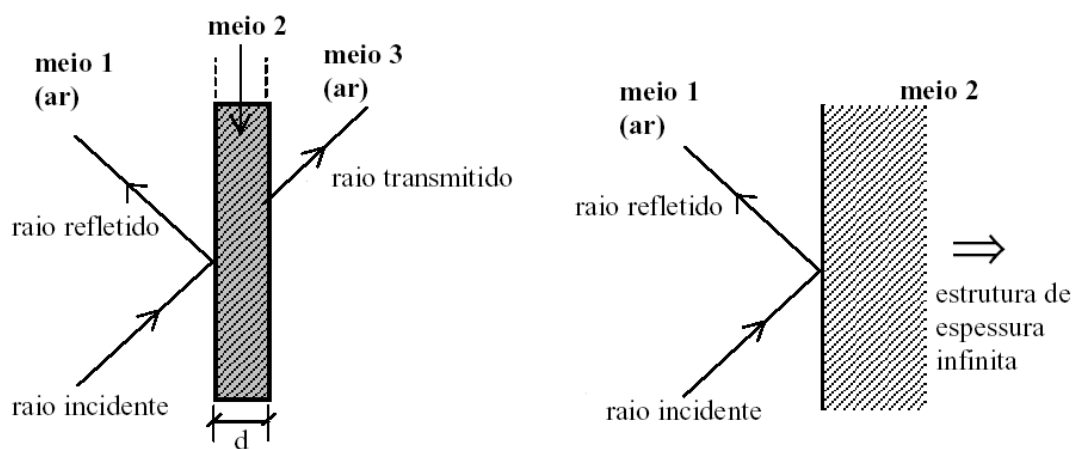 meio 2
meio 1
(ar)
meio 3
(ar)
raio transmitido
raio refletido
raio incidente
d
meio 1
(ar)
meio 2
raio refletido
estrutura de
espessura
infinita
raio incidente